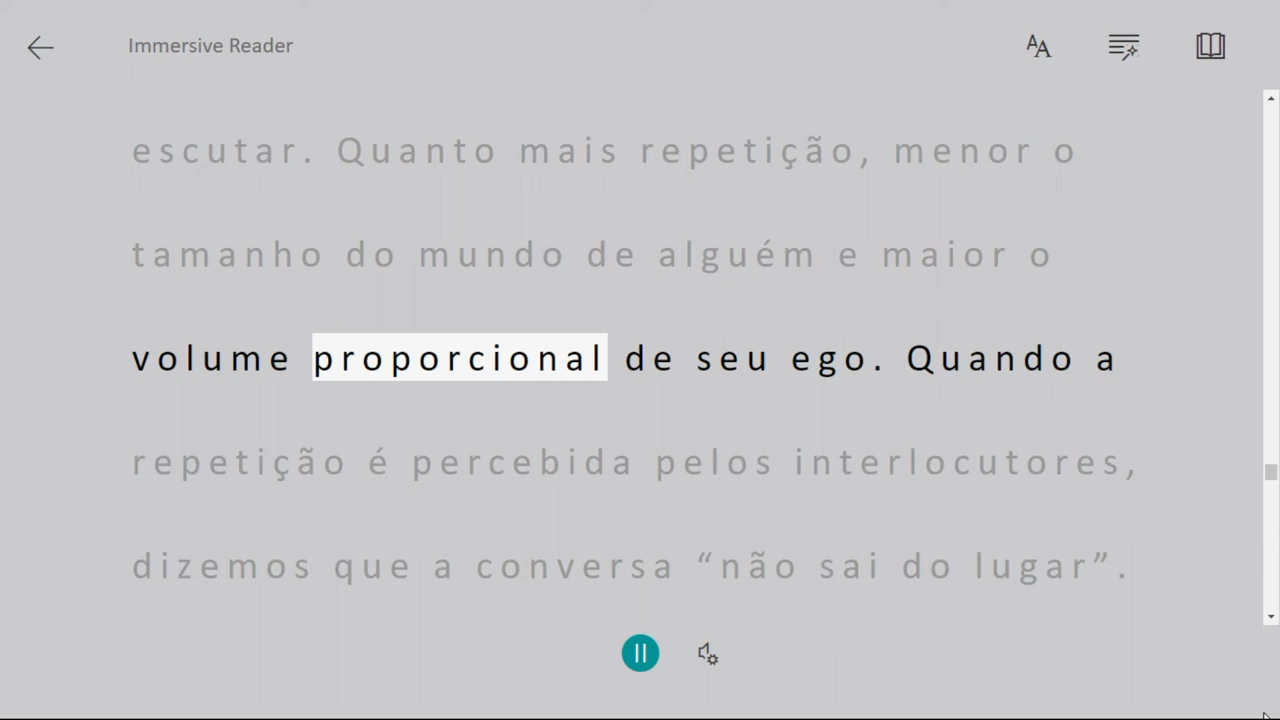 Immersive Reader
escutar. Quanto mais repetição, menor o
tamanho do mundo de alguém e maior o
volume proporcional de seu ego. Quando a
repetição é percebida pelos interlocutores,
dizemos que a conversa “não sai do lugar”.